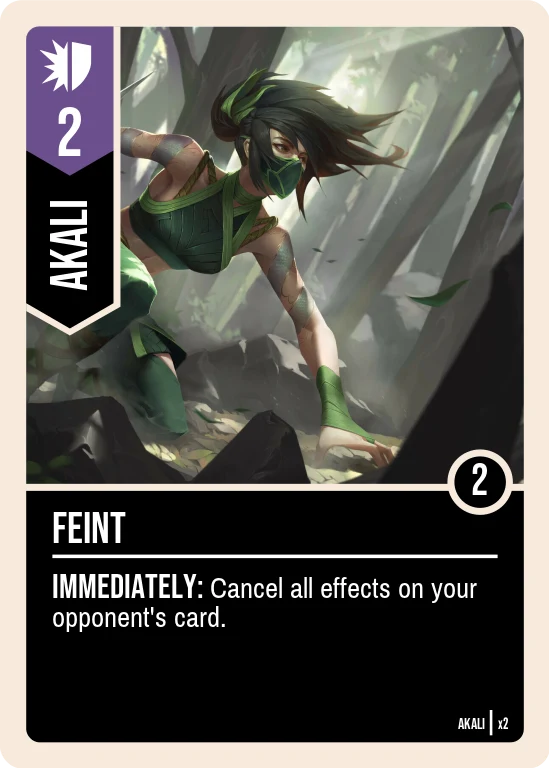 2
AKALI
2
FEINT
IMMEDIATELY: Cancel all effects on your
opponent's card.
AKALI | x2